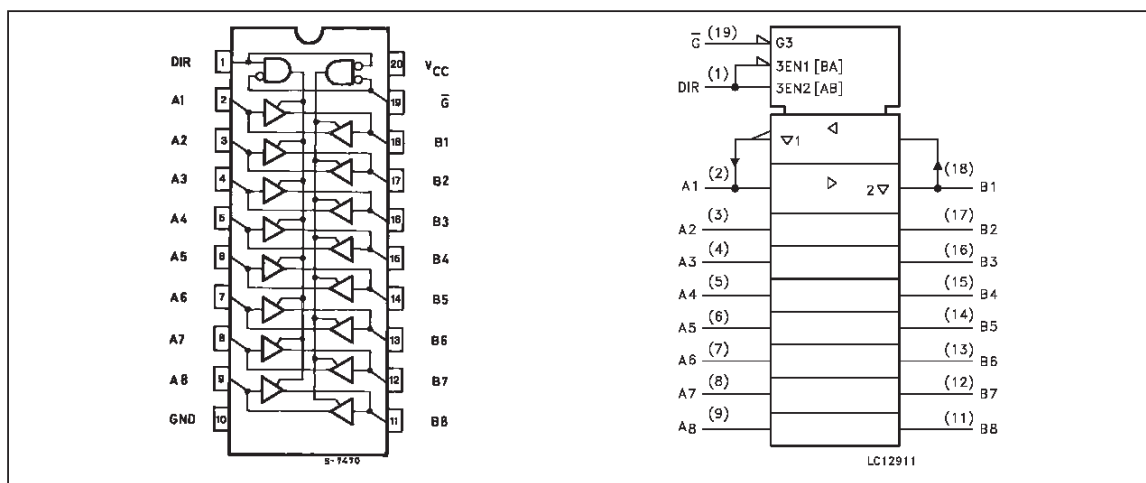 DIR 1 20 VCC
A1 2 19 G̅
A2 3 18 B1
A3 4 17 B2
A4 5 16 B3
A5 6 15 B4
A6 7 14 B5
A7 8 13 B6
A8 9 12 B7
GND 10 11 B8
S-7470
G̅ (19) G3
3EN1 [BA]
DIR (1) 3EN2 [AB]
▽1 ◁
A1 (2) ▷ 2▽ (18) B1
A2 (3) (17) B2
A3 (4) (16) B3
A4 (5) (15) B4
A5 (6) (14) B5
A6 (7) (13) B6
A7 (8) (12) B7
A8 (9) (11) B8
LC12911